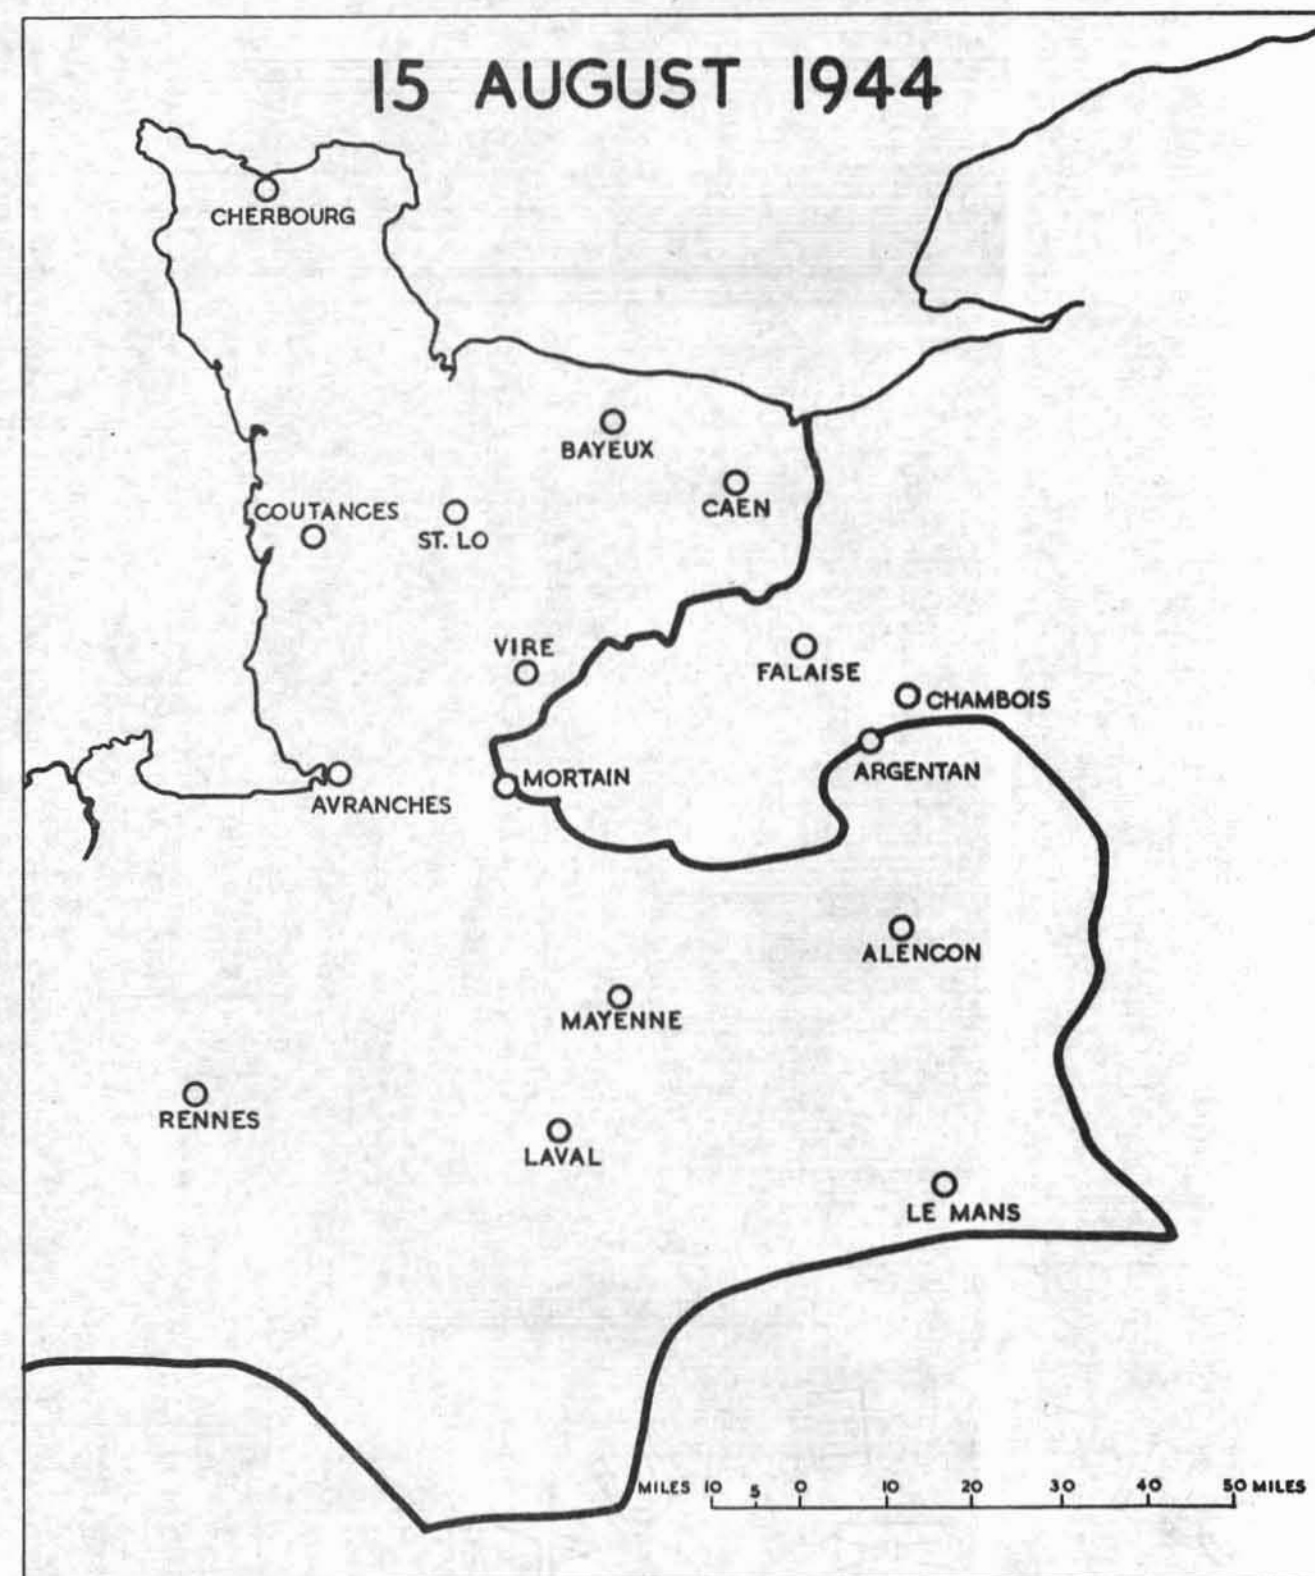 15 AUGUST 1944
CHERBOURG
BAYEUX
CAEN
COUTANCES
ST. LO
VIRE
FALAISE
CHAMBOIS
MORTAIN
ARGENTAN
AVRANCHES
ALENCON
MAYENNE
RENNES
LAVAL
LE MANS
MILES 10 5 0 10 20 30 40 50 MILES